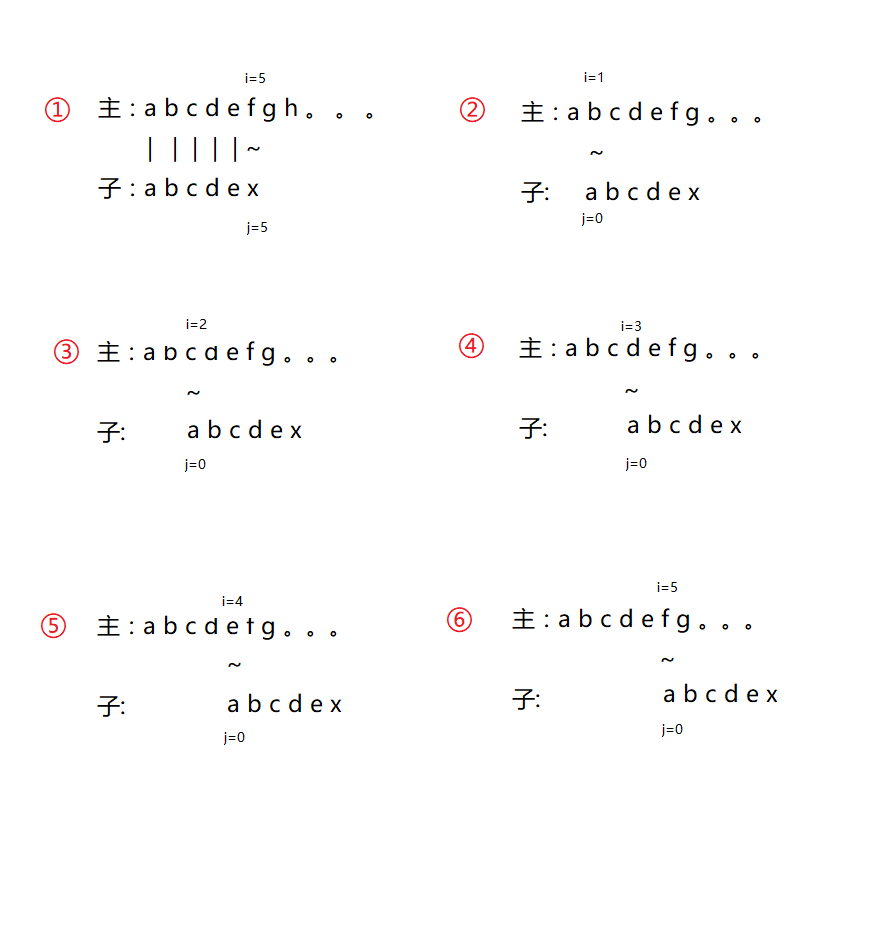 i=5
① 主 : a b c d e f g h 。 。 。
| | | | | ~
子 : a b c d e x
j=5
i=1
② 主 : a b c d e f g 。 。 。
~
子: a b c d e x
j=0
i=2
③ 主 : a b c d e f g 。 。 。
~
子: a b c d e x
j=0
i=3
④ 主 : a b c d e f g 。 。 。
~
子: a b c d e x
j=0
i=4
⑤ 主 : a b c d e f g 。 。 。
~
子: a b c d e x
j=0
i=5
⑥ 主 : a b c d e f g 。 。 。
~
子: a b c d e x
j=0